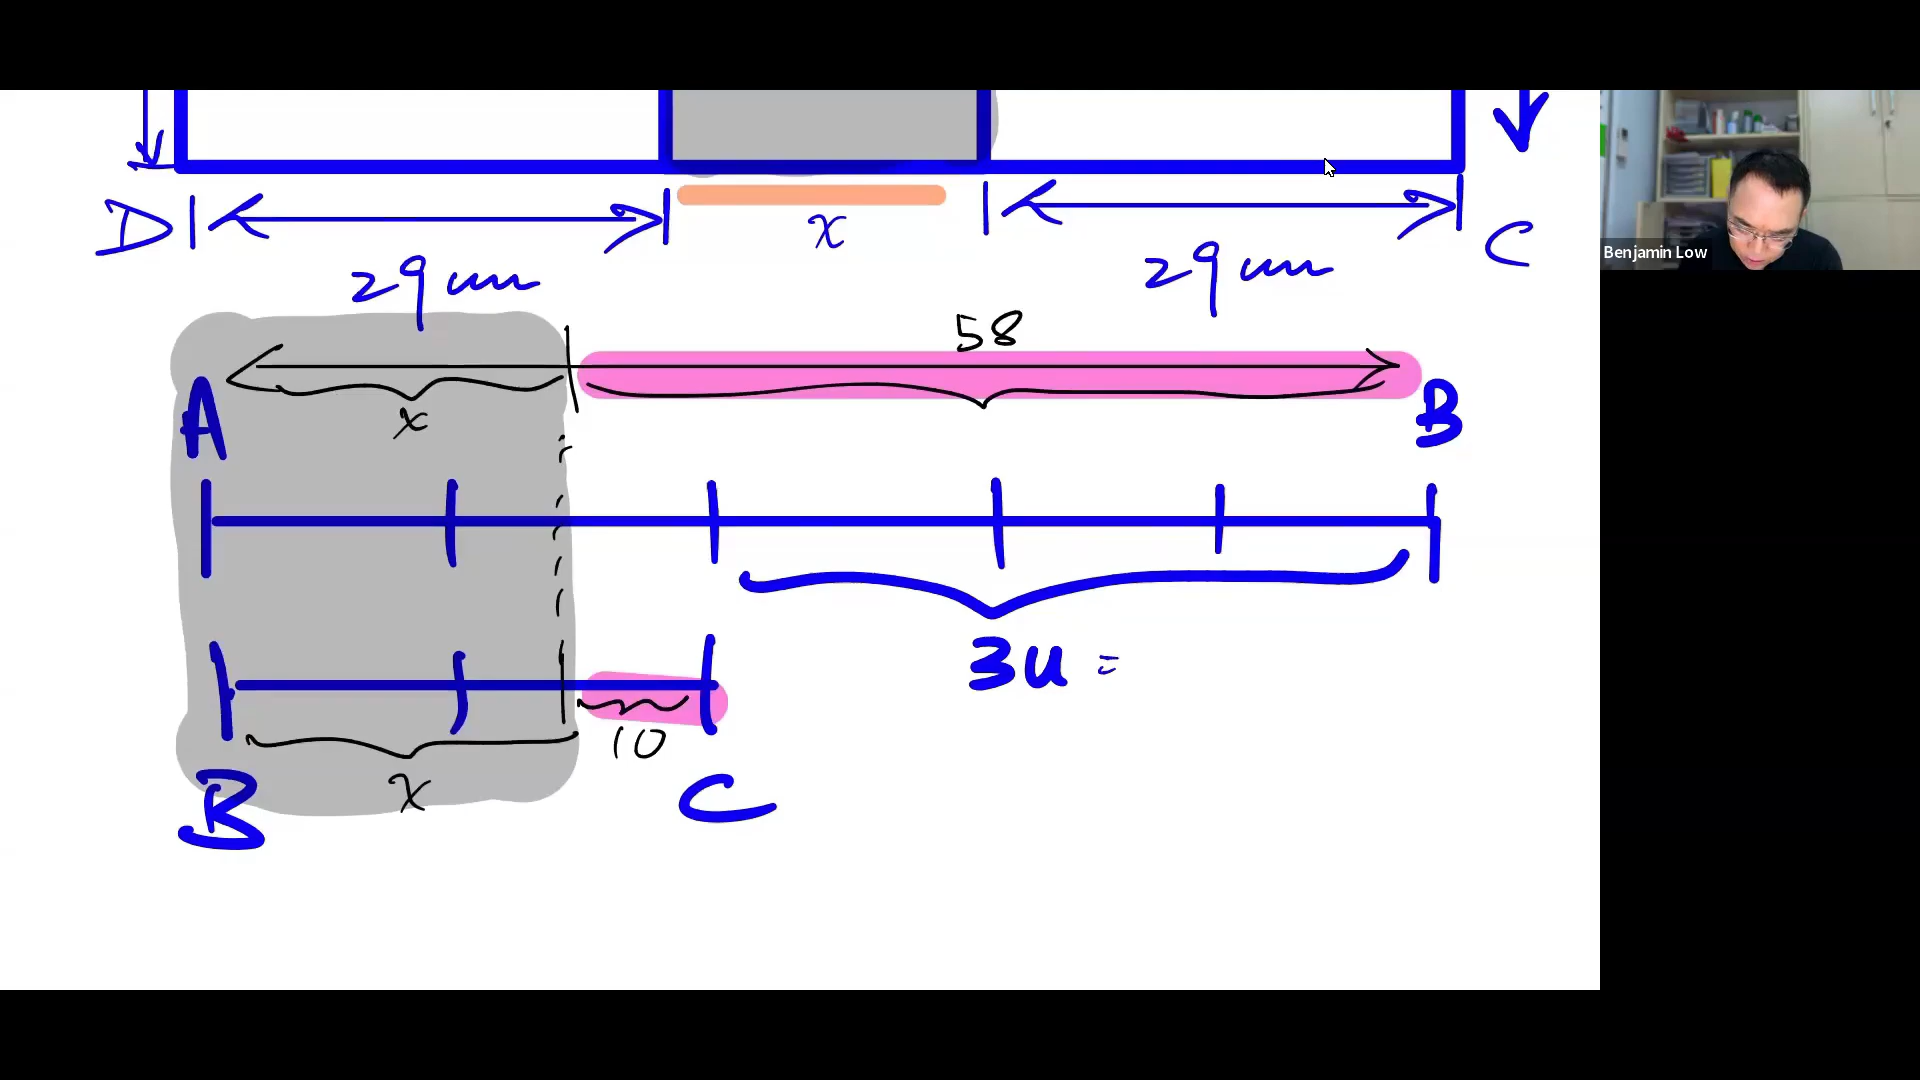 D x C
29 cm 29 cm
58
A x B
3u =
10
B x C
Benjamin Low